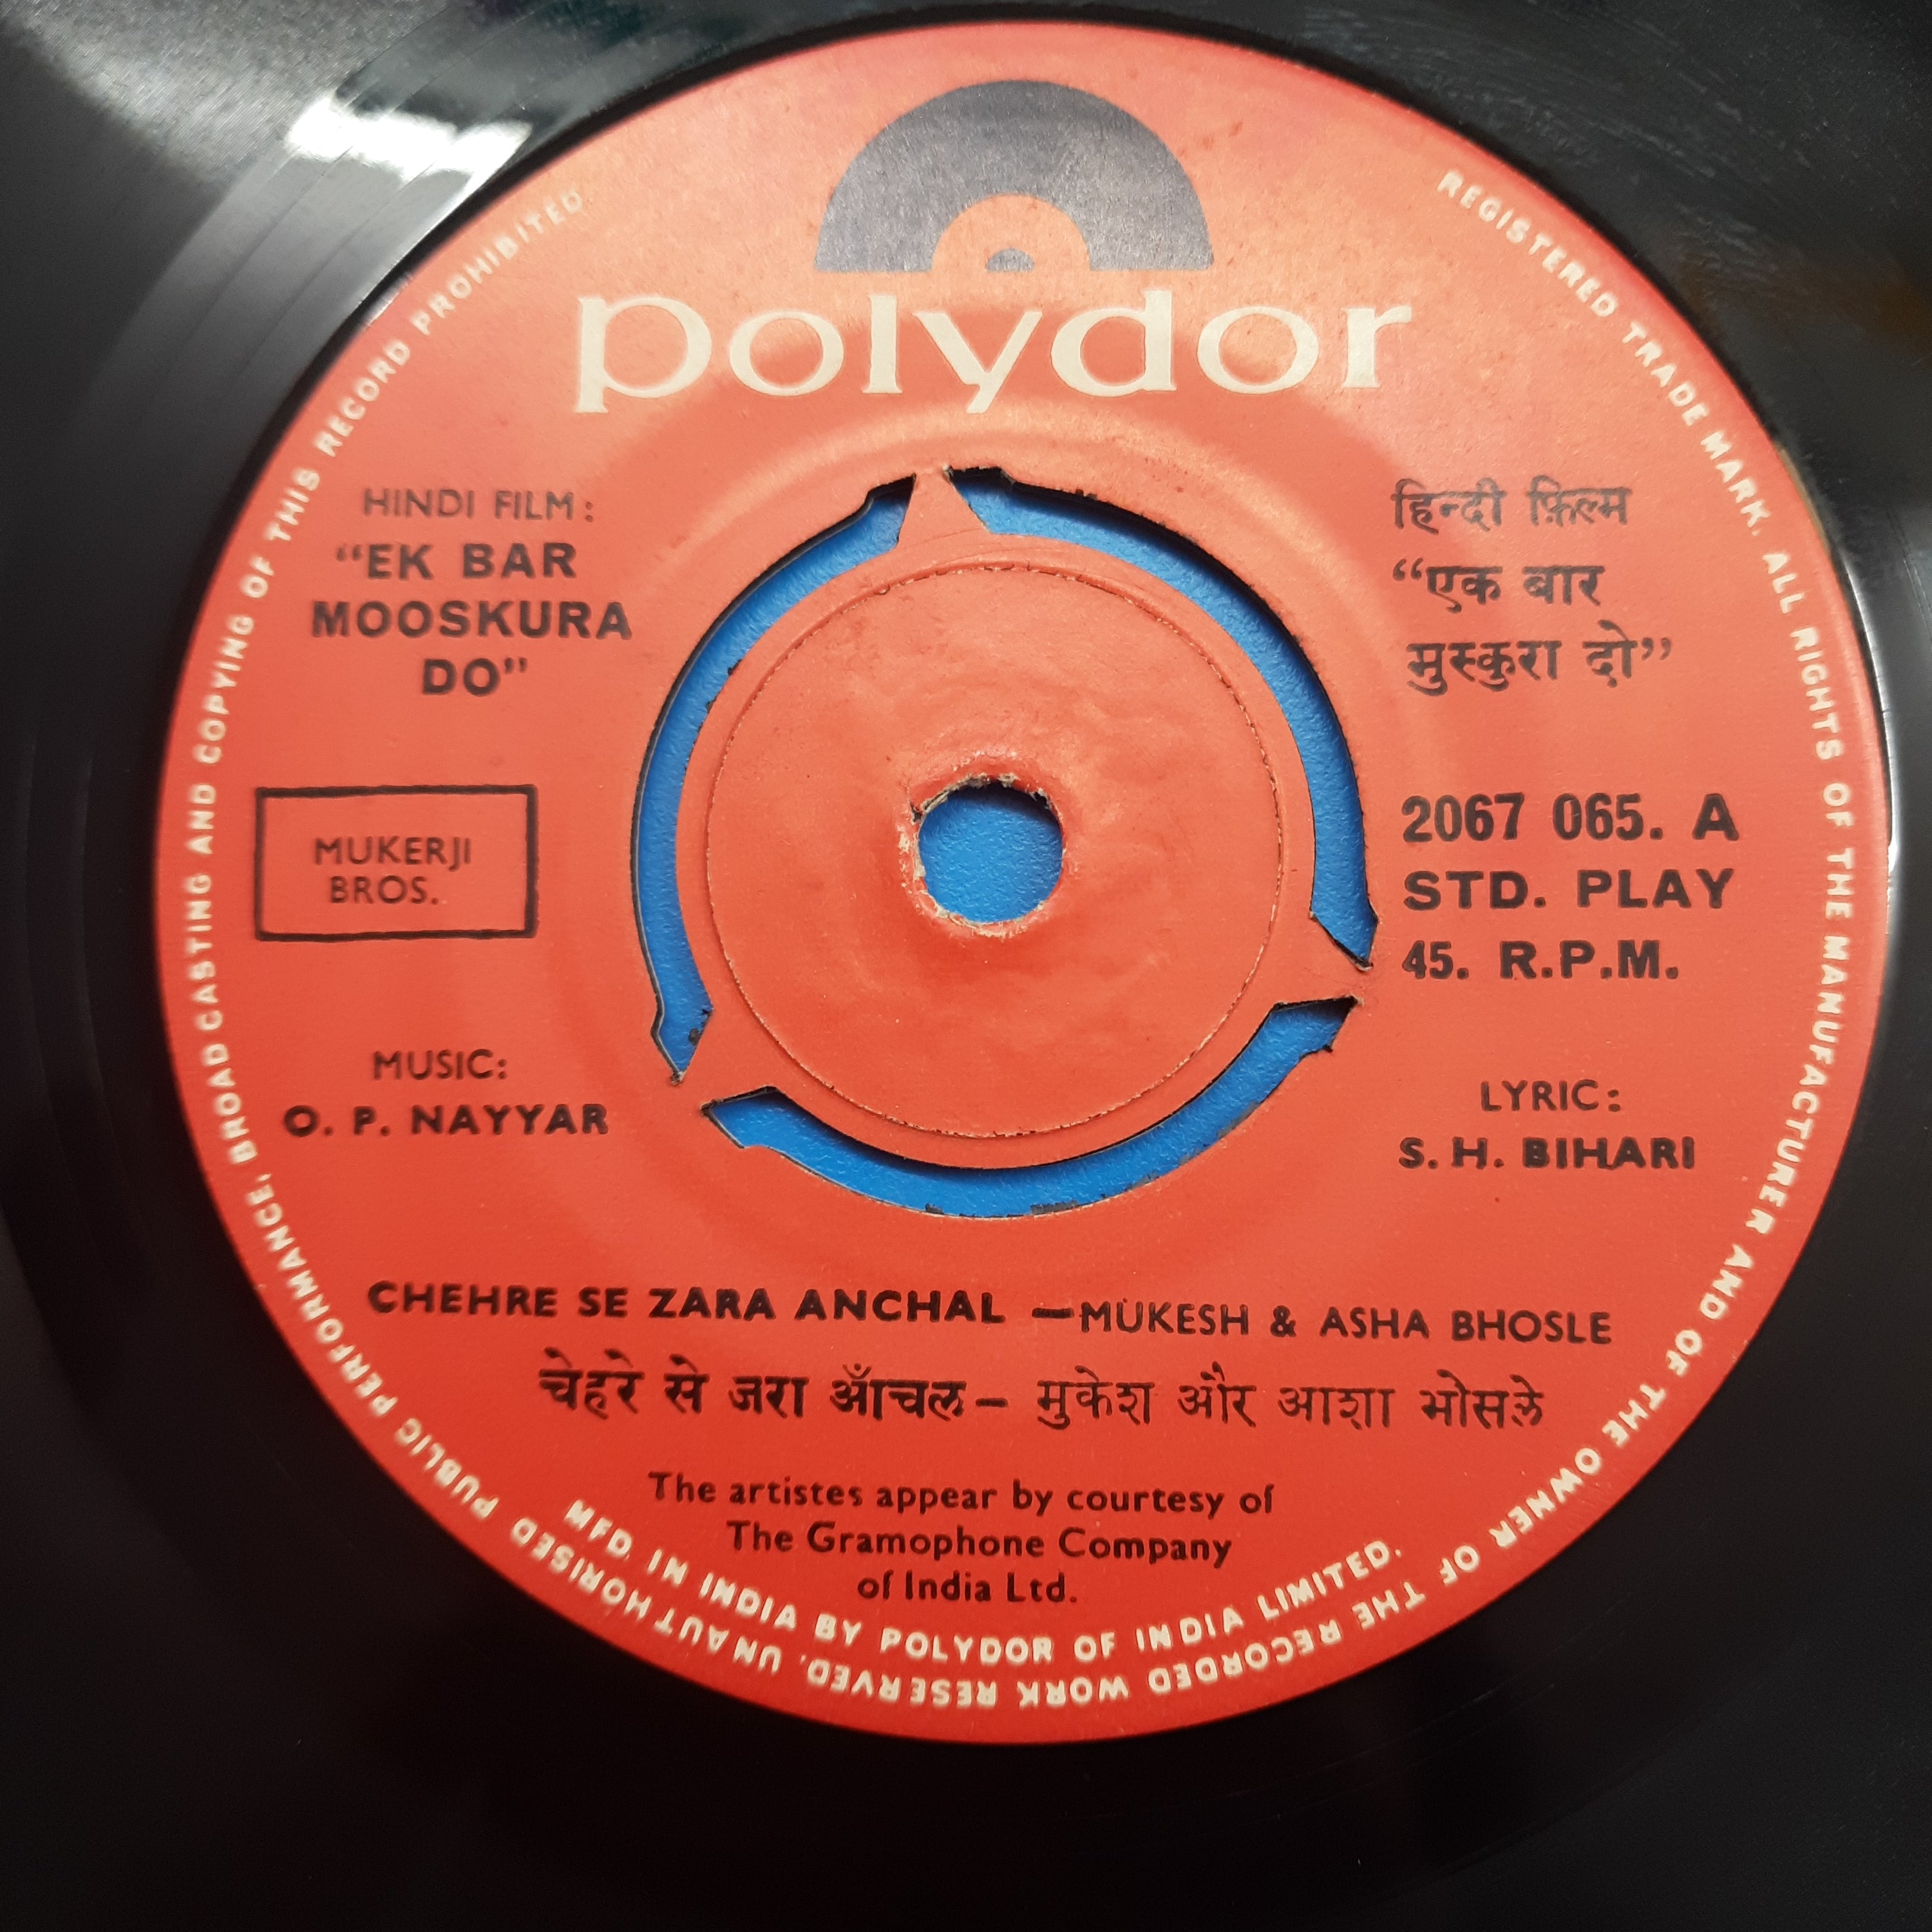 polydor
HINDI FILM:
"EK BAR
MOOSKURA
DO"
हिन्दी फ़िल्म
“एक बार
मुस्कुरा दो”
MUKERJI
BROS.
2067 065. A
STD. PLAY
45. R.P.M.
MUSIC:
O. P. NAYYAR
LYRIC:
S. H. BIHARI
CHEHRE SE ZARA ANCHAL —MUKESH & ASHA BHOSLE
चेहरे से जरा आँचल – मुकेश और आशा भोसले
The artistes appear by courtesy of
The Gramophone Company
of India Ltd.
MFD. IN INDIA BY POLYDOR OF INDIA LIMITED.
REGISTERED TRADE MARK. ALL RIGHTS OF THE MANUFACTURER AND OF THE OWNER OF THE RECORDED WORK RESERVED. UNAUTHORISED PUBLIC PERFORMANCE, BROAD CASTING AND COPYING OF THIS RECORD PROHIBITED